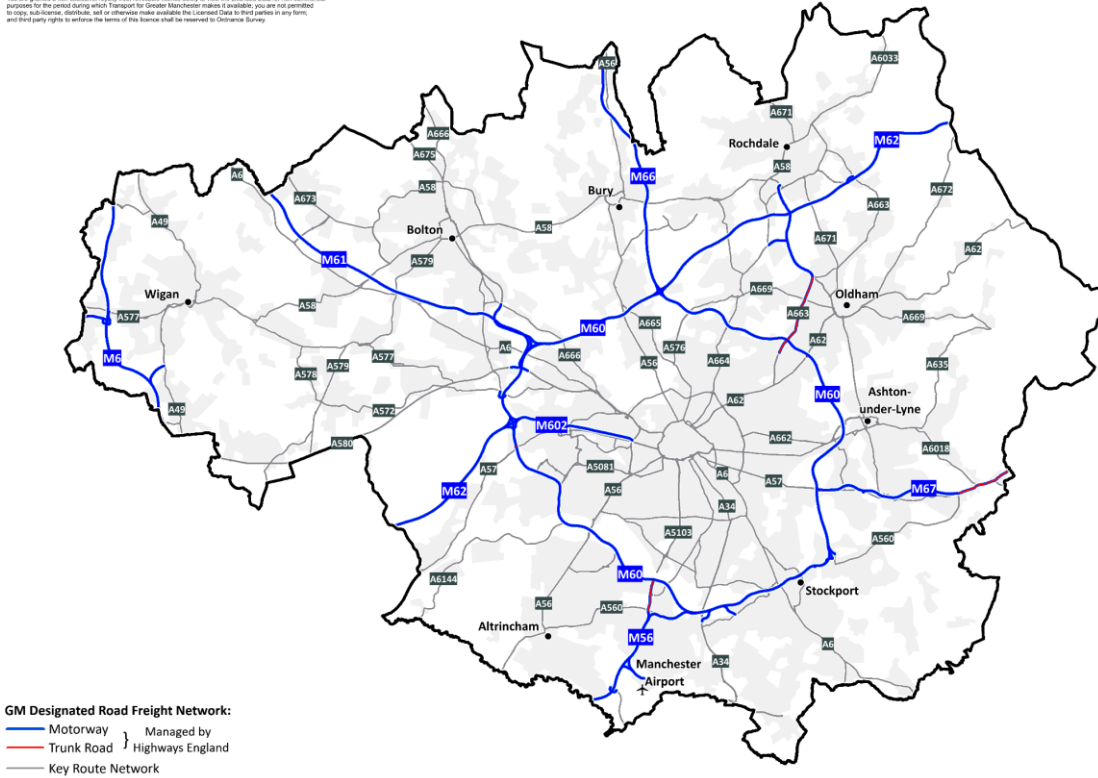 purposes for the period during which Transport for Greater Manchester makes it available; you are not permitted
to copy, sub-license, distribute, sell or otherwise make available the Licensed Data to third parties in any form;
and third party rights to enforce the terms of this licence shall be reserved to Ordnance Survey.
A56
A6033
A671
M62
A666
Rochdale
A675
A58
A6
M66
A58
A672
A673
Bury
A663
A49
A58
Bolton
A671
A62
M61
A579
A669
Wigan
Oldham
A58
A663
A577
A665
A669
M60
A62
A576
A6
A666
M6
A577
A56
A664
A635
A579
A578
Ashton-
under-Lyne
M60
A62
A49
A572
M602
A662
A580
A6018
A57
A5081
A6
A57
M62
A56
M67
A34
A5103
A560
M60
A6144
Stockport
A56
A560
Altrincham
M56
A6
Manchester
Airport
A34
GM Designated Road Freight Network:
Motorway
Trunk Road
} Managed by
Highways England
Key Route Network